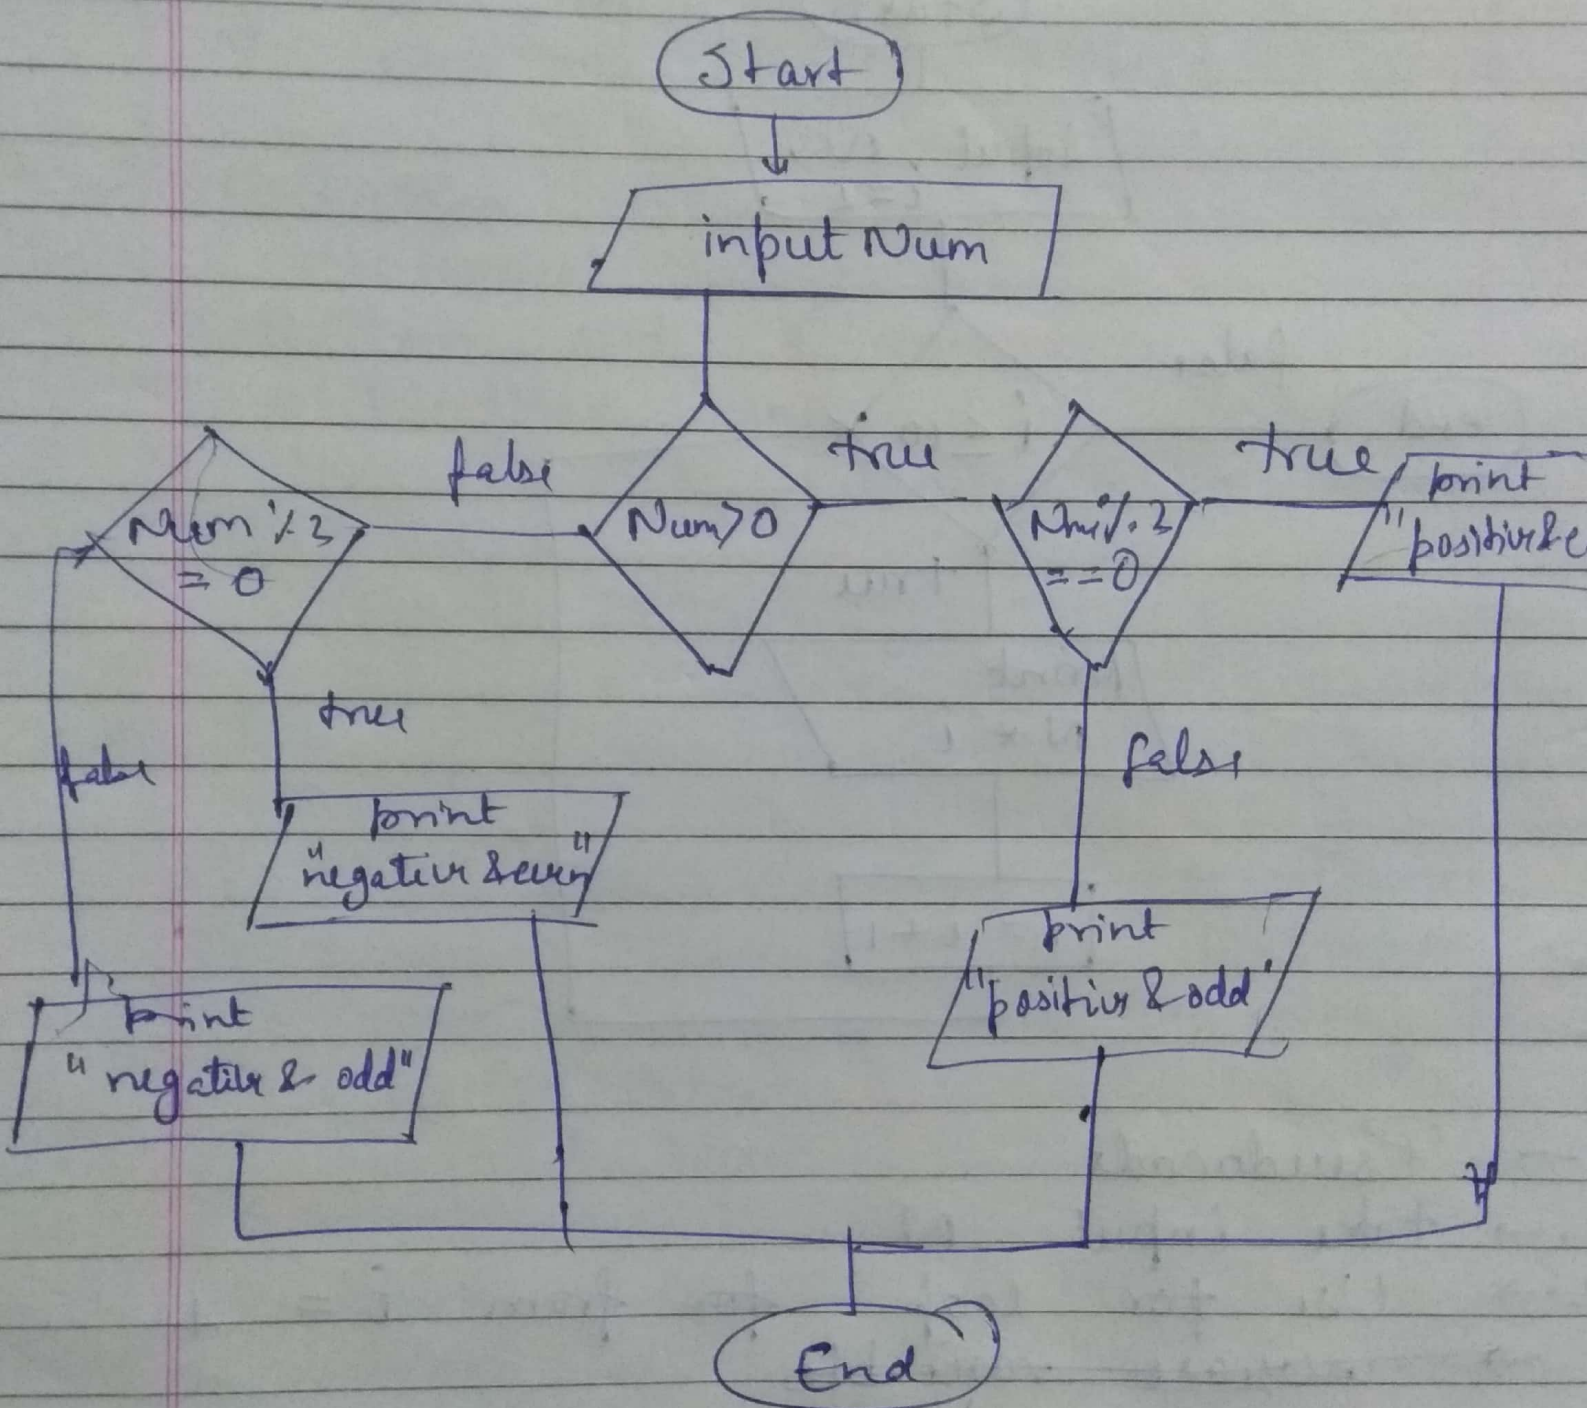 Start
input Num
false
true
true
Num % 2
= 0
Num>0
Num % 2
==0
print
"positive & e
true
false
false
print
"negative & even"
print
"positive & odd"
print
"negative & odd"
End